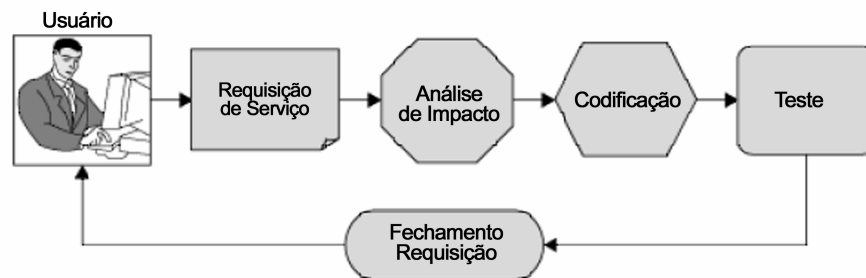 Usuário
Requisição
de Serviço
Análise
de Impacto
Codificação
Teste
Fechamento
Requisição